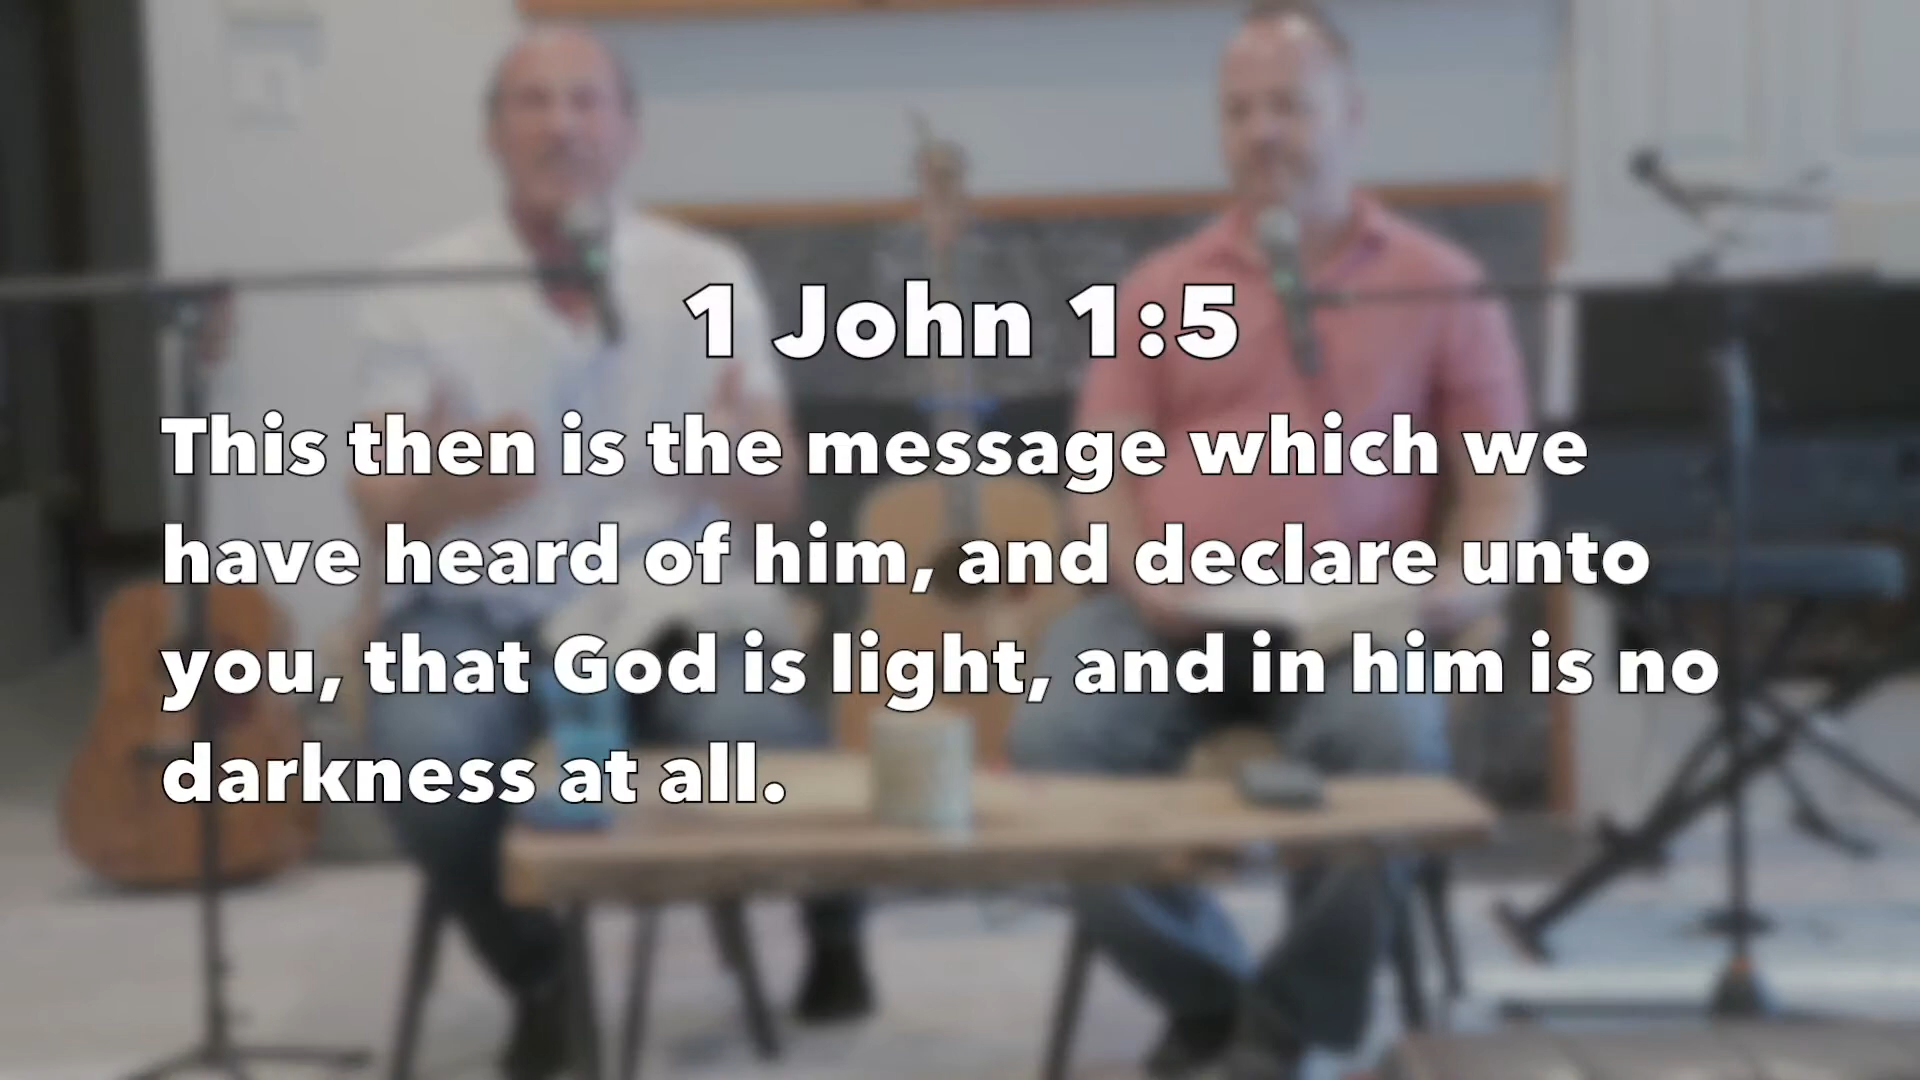 1 John 1:5
This then is the message which we
have heard of him, and declare unto
you, that God is light, and in him is no
darkness at all.